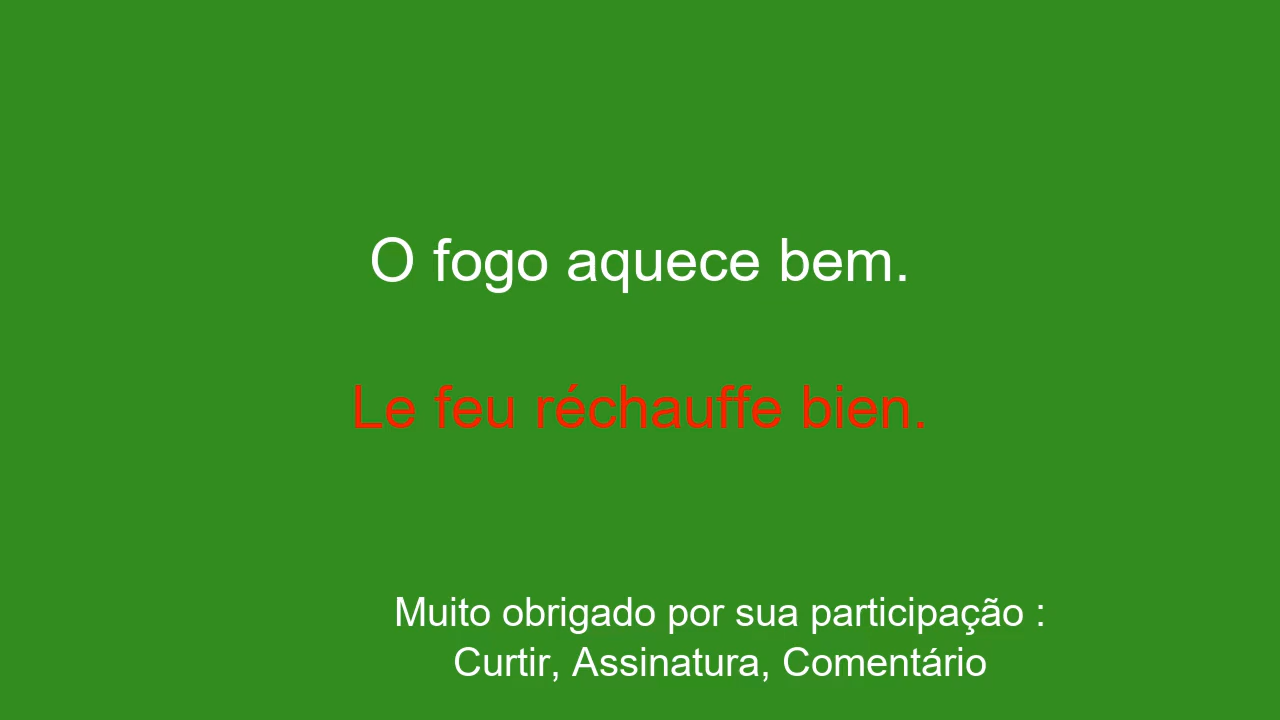 O fogo aquece bem.
Le feu réchauffe bien.
Muito obrigado por sua participação :
Curtir, Assinatura, Comentário